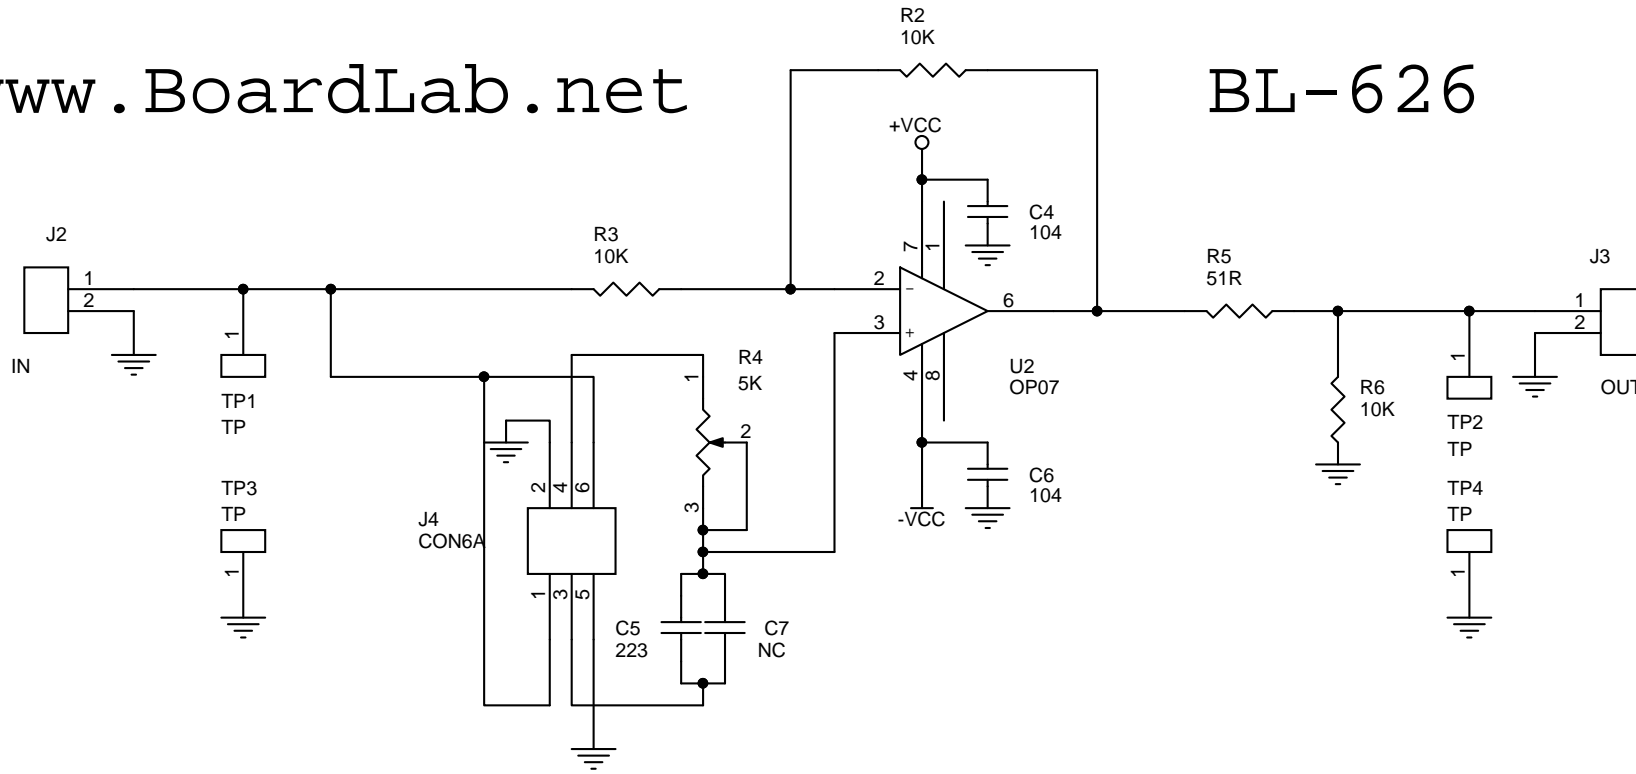 R2
10K
ww.BoardLab.net
BL-626
+VCC
C4
104
7
1
J2
R3
10K
R5
51R
J3
1
2
2
−
6
1
2
3
+
1
IN
R4
5K
1
4
8
U2
OP07
1
R6
10K
OUT
TP1
TP
2
TP2
TP
TP3
TP
2
4
6
3
C6
104
TP4
TP
J4
CON6A
-VCC
1
1
3
5
1
C5
223
C7
NC